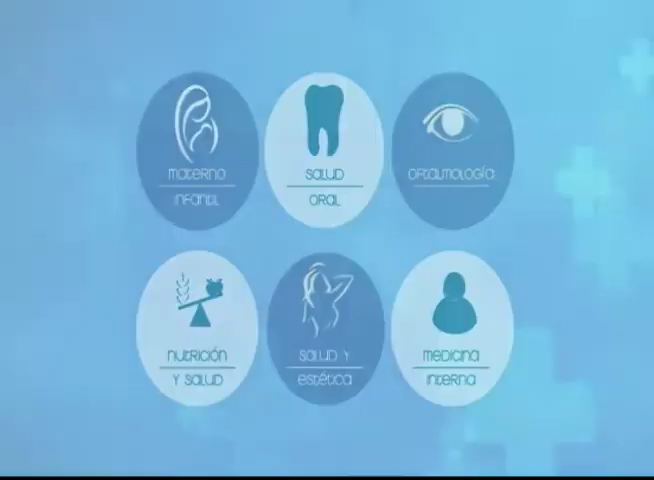 materno
infantil
salud
oral
oftalmología
nutrición
y salud
salud y
estética
medicina
interna